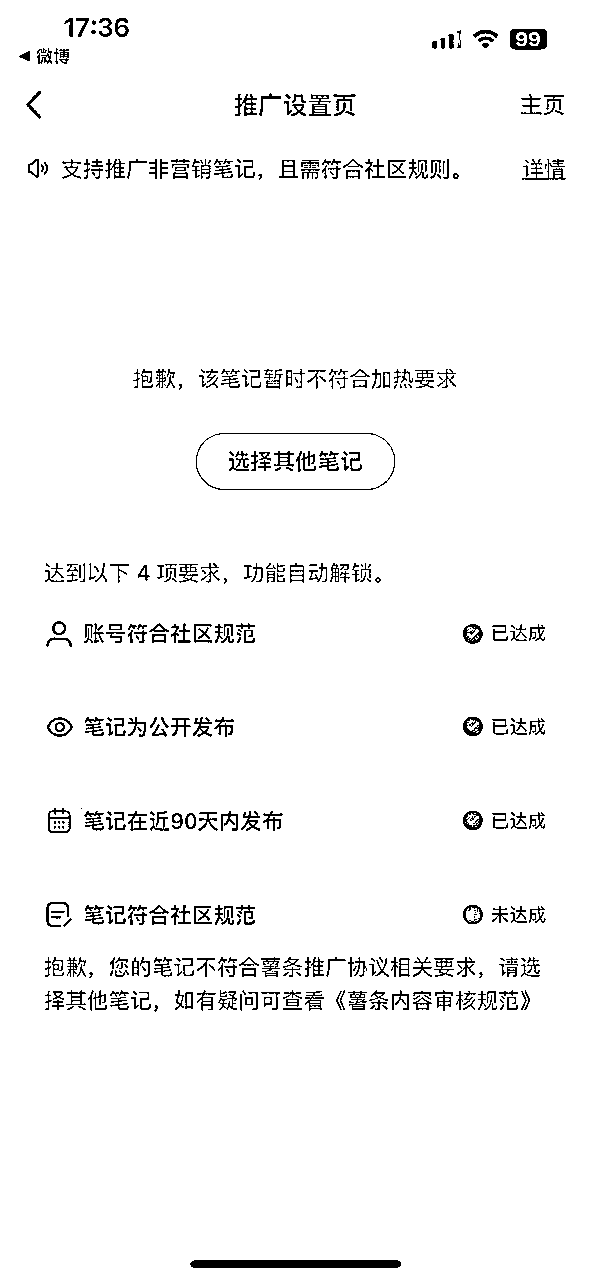 17:36
99
◀ 微博
推广设置页
主页
支持推广非营销笔记，且需符合社区规则。
详情
抱歉，该笔记暂时不符合加热要求
选择其他笔记
达到以下 4 项要求，功能自动解锁。
账号符合社区规范
已达成
笔记为公开发布
已达成
笔记在近90天内发布
已达成
笔记符合社区规范
未达成
抱歉，您的笔记不符合薯条推广协议相关要求，请选
择其他笔记，如有疑问可查看《薯条内容审核规范》